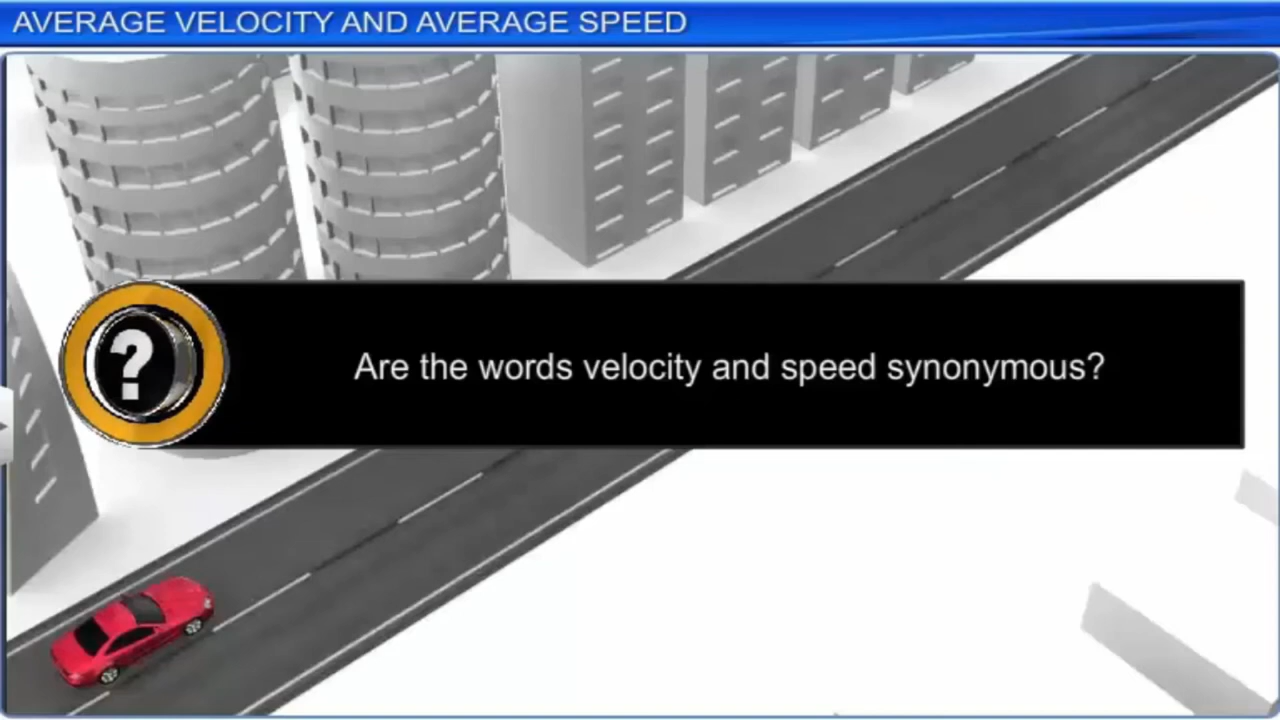 AVERAGE VELOCITY AND AVERAGE SPEED
?
Are the words velocity and speed synonymous?